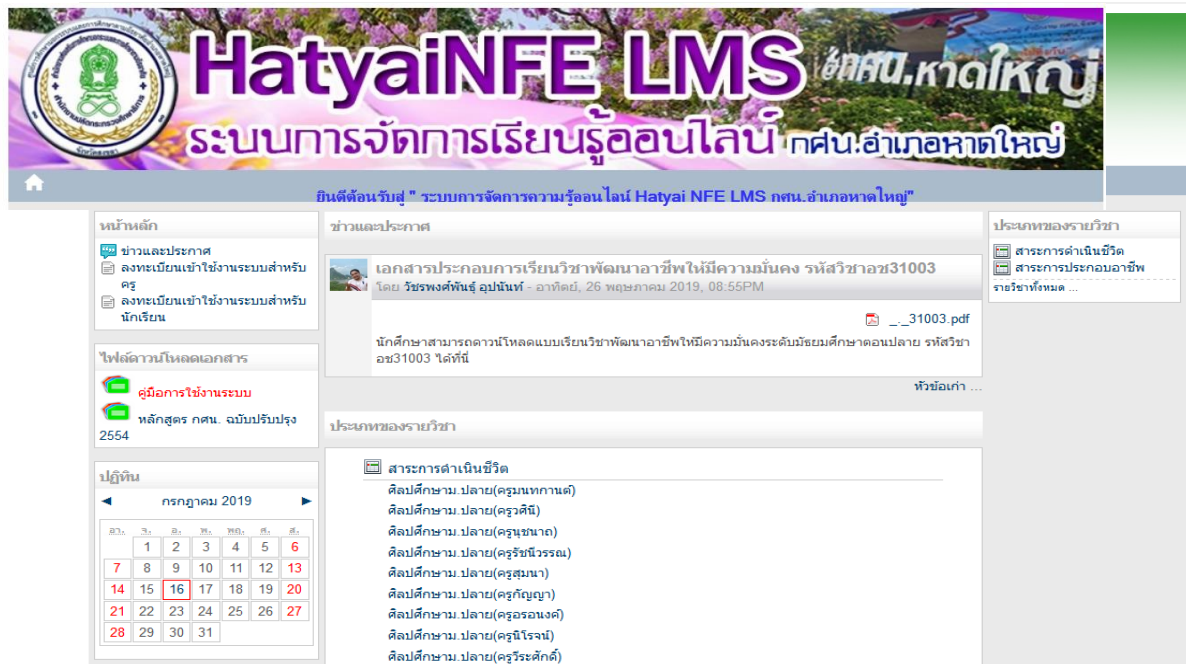 HatyaiNFE LMS
กศน.หาดใหญ่
ระบบการจัดการเรียนรู้ออนไลน์ กศน.อำเภอหาดใหญ่
ยินดีต้อนรับสู่ " ระบบการจัดการความรู้ออนไลน์ Hatyai NFE LMS กศน.อำเภอหาดใหญ่"
หน้าหลัก
ข่าวและประกาศ
ลงทะเบียนเข้าใช้งานระบบสำหรับ
ครู
ลงทะเบียนเข้าใช้งานระบบสำหรับ
นักเรียน
ไฟล์ดาวน์โหลดเอกสาร
คู่มือการใช้งานระบบ
หลักสูตร กศน. ฉบับปรับปรุง
2554
ปฏิทิน
◄ กรกฎาคม 2019 ►
อา. จ. อ. พ. พฤ. ศ. ส.
1 2 3 4 5 6
7 8 9 10 11 12 13
14 15 16 17 18 19 20
21 22 23 24 25 26 27
28 29 30 31
ข่าวและประกาศ
เอกสารประกอบการเรียนวิชาพัฒนาอาชีพให้มีความมั่นคง รหัสวิชาอช31003
โดย วัชรพงศ์พันธุ์ อุปนันท์ - อาทิตย์, 26 พฤษภาคม 2019, 08:55PM
_._31003.pdf
นักศึกษาสามารถดาวน์โหลดแบบเรียนวิชาพัฒนาอาชีพให้มีความมั่นคงระดับมัธยมศึกษาตอนปลาย รหัสวิชา
อช31003 ได้ที่นี่
หัวข้อเก่า ...
ประเภทของรายวิชา
สาระการดำเนินชีวิต
ศิลปศึกษาม.ปลาย(ครูมนทกานต์)
ศิลปศึกษาม.ปลาย(ครูวศินี)
ศิลปศึกษาม.ปลาย(ครูนุชนาถ)
ศิลปศึกษาม.ปลาย(ครูรัชนีวรรณ)
ศิลปศึกษาม.ปลาย(ครูสุมนา)
ศิลปศึกษาม.ปลาย(ครูกัญญา)
ศิลปศึกษาม.ปลาย(ครูอรอนงค์)
ศิลปศึกษาม.ปลาย(ครูนิโรจน์)
ศิลปศึกษาม.ปลาย(ครูวีระศักดิ์)
ประเภทของรายวิชา
สาระการดำเนินชีวิต
สาระการประกอบอาชีพ
รายวิชาทั้งหมด ...